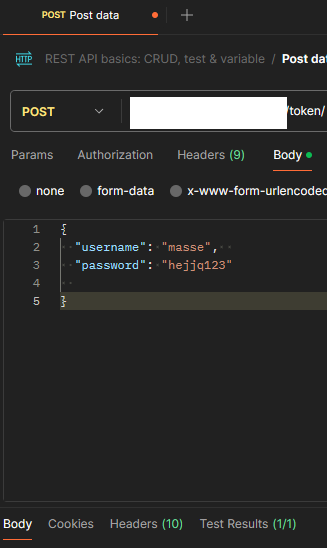 POST Post data
HTTP REST API basics: CRUD, test & variable / Post dat
POST /token/
Params Authorization Headers (9) Body
none form-data x-www-form-urlencoded
1 {
2 "username": "masse",
3 "password": "hejjq123"
4
5 }
Body Cookies Headers (10) Test Results (1/1)